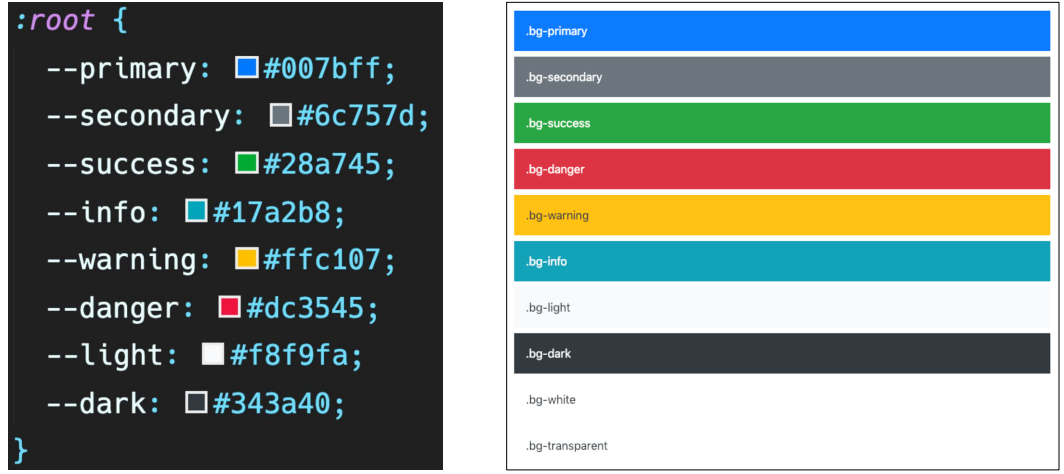 :root {
--primary: #007bff;
--secondary: #6c757d;
--success: #28a745;
--info: #17a2b8;
--warning: #ffc107;
--danger: #dc3545;
--light: #f8f9fa;
--dark: #343a40;
}
.bg-primary
.bg-secondary
.bg-success
.bg-danger
.bg-warning
.bg-info
.bg-light
.bg-dark
.bg-white
.bg-transparent